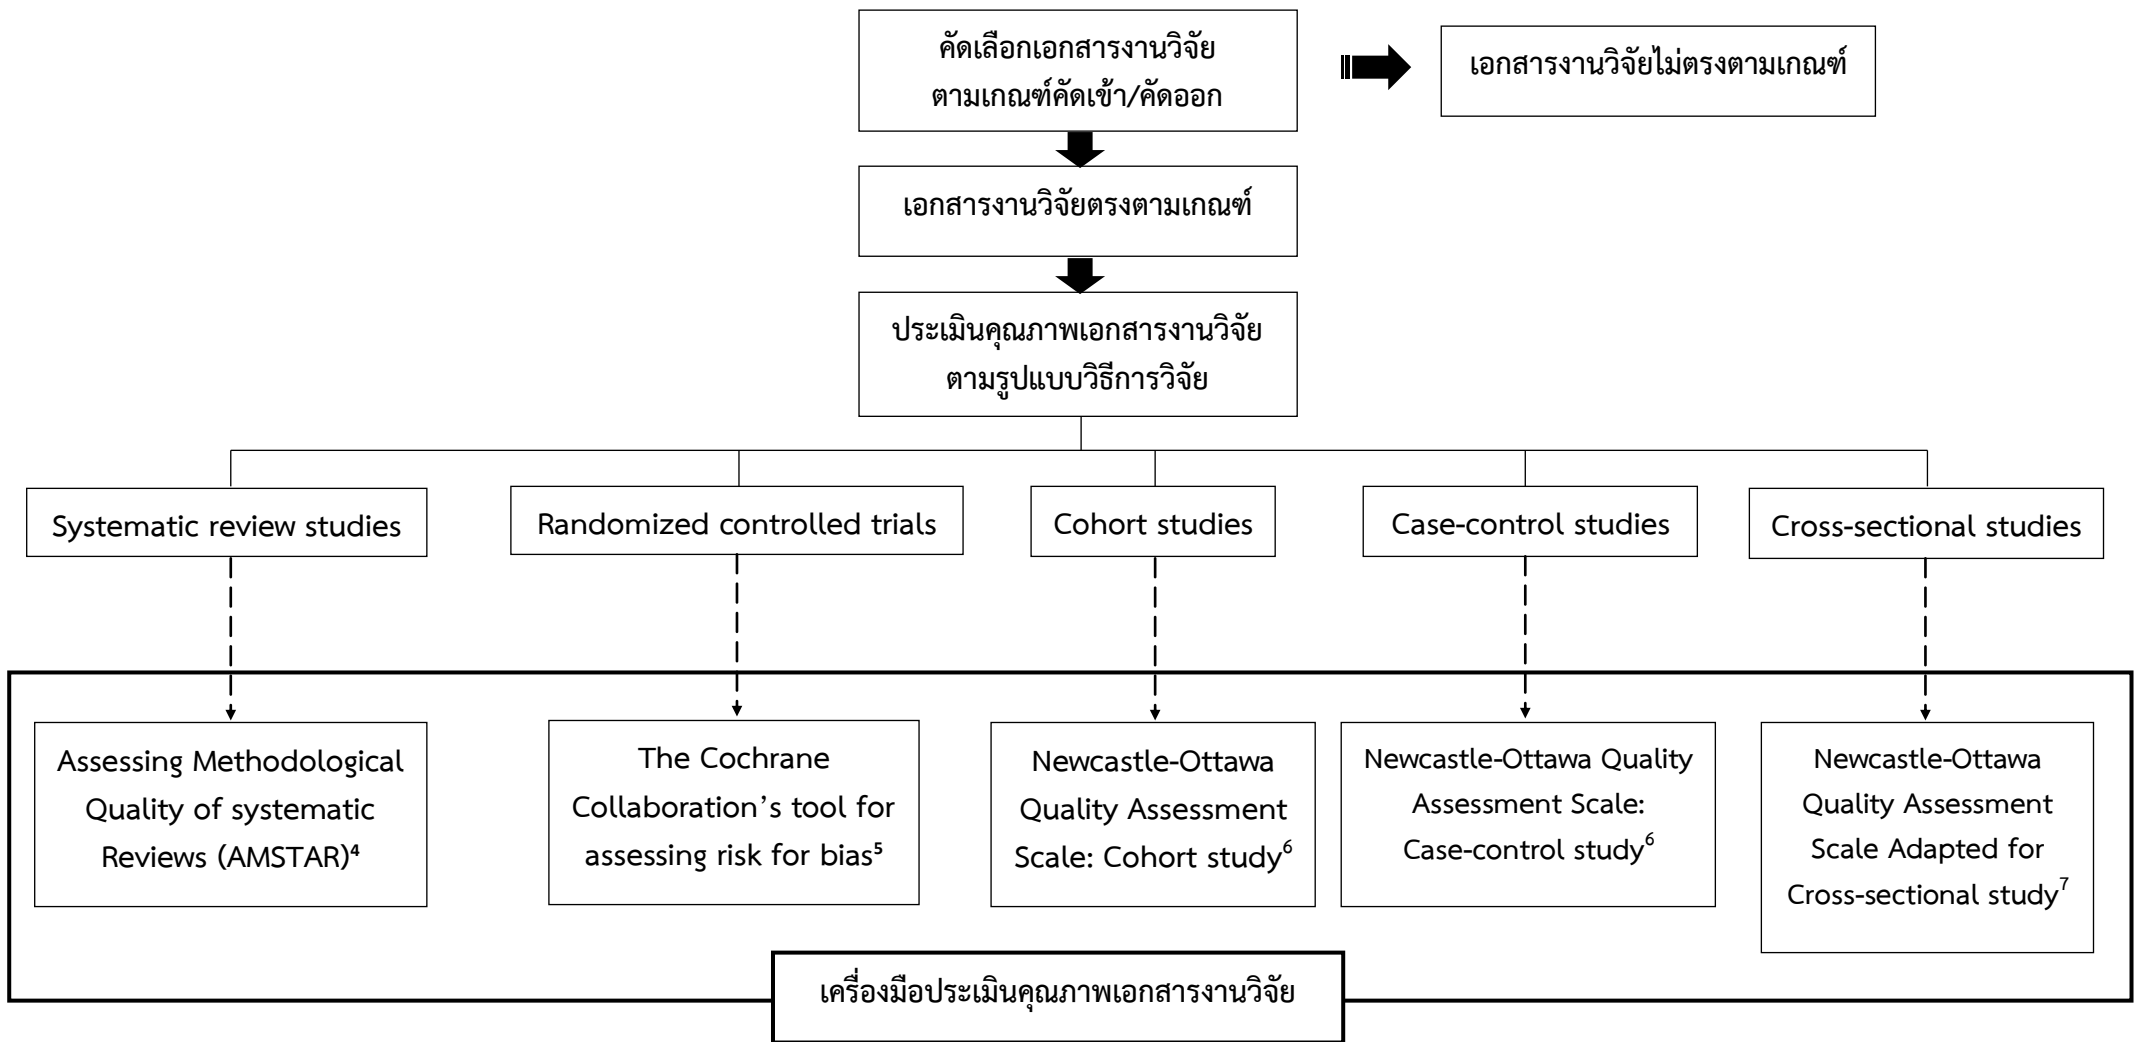 คัดเลือกเอกสารงานวิจัย
ตามเกณฑ์คัดเข้า/คัดออก
เอกสารงานวิจัยไม่ตรงตามเกณฑ์
เอกสารงานวิจัยตรงตามเกณฑ์
ประเมินคุณภาพเอกสารงานวิจัย
ตามรูปแบบวิธีการวิจัย
Systematic review studies
Randomized controlled trials
Cohort studies
Case-control studies
Cross-sectional studies
Assessing Methodological
Quality of systematic
Reviews (AMSTAR)⁴
The Cochrane
Collaboration’s tool for
assessing risk for bias⁵
Newcastle-Ottawa
Quality Assessment
Scale: Cohort study⁶
Newcastle-Ottawa Quality
Assessment Scale:
Case-control study⁶
Newcastle-Ottawa
Quality Assessment
Scale Adapted for
Cross-sectional study⁷
เครื่องมือประเมินคุณภาพเอกสารงานวิจัย